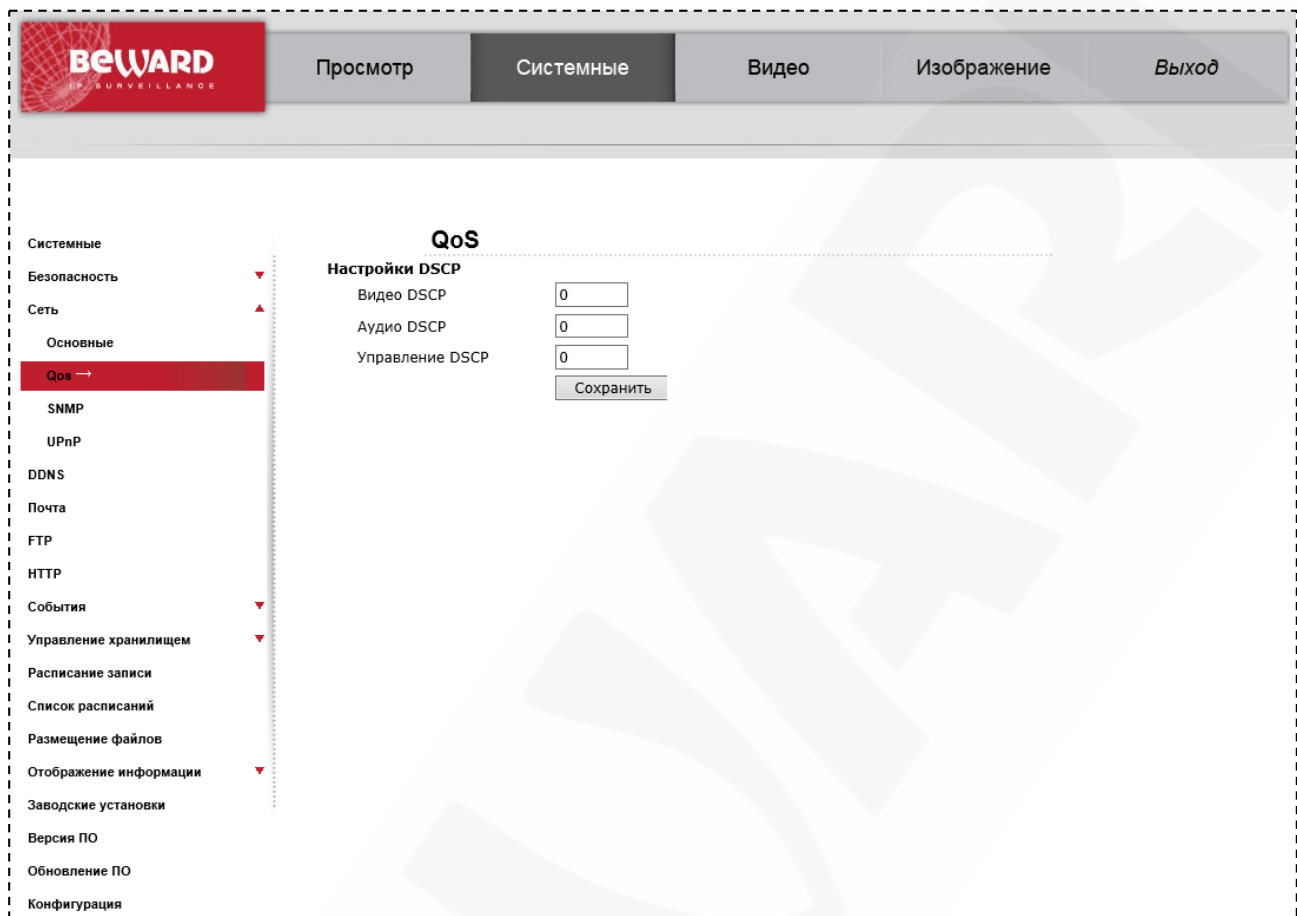 BEWARD
IP SURVEILLANCE
Просмотр
Системные
Видео
Изображение
Выход
Системные
Безопасность
Сеть
Основные
Qos →
SNMP
UPnP
DDNS
Почта
FTP
HTTP
События
Управление хранилищем
Расписание записи
Список расписаний
Размещение файлов
Отображение информации
Заводские установки
Версия ПО
Обновление ПО
Конфигурация
QoS
Настройки DSCP
Видео DSCP 0
Аудио DSCP 0
Управление DSCP 0
Сохранить